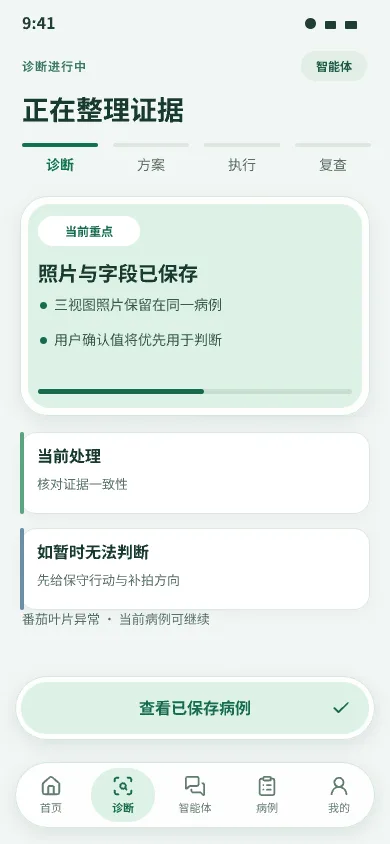 9:41
诊断进行中
智能体
正在整理证据
诊断
方案
执行
复查
当前重点
照片与字段已保存
三视图照片保留在同一病例
用户确认值将优先用于判断
当前处理
核对证据一致性
如暂时无法判断
先给保守行动与补拍方向
番茄叶片异常 · 当前病例可继续
查看已保存病例
首页
诊断
智能体
病例
我的